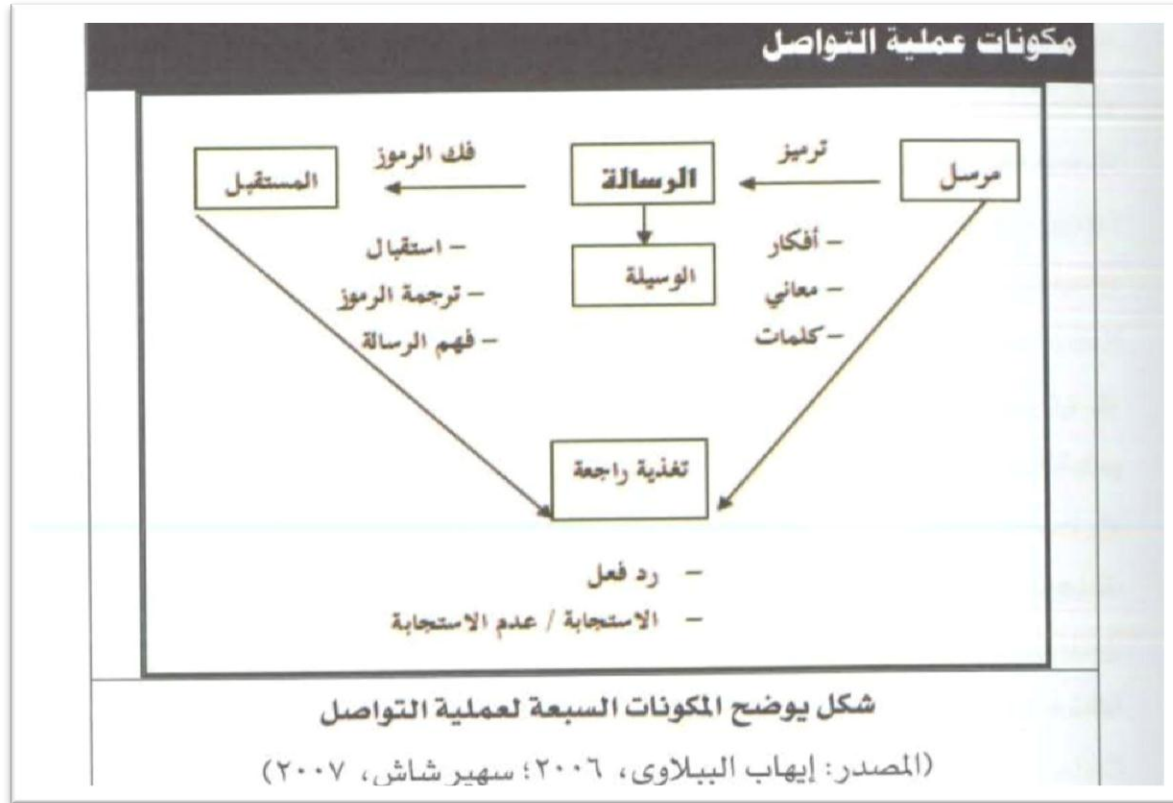 مكونات عملية التواصل
مرسل
ترميز
الرسالة
فك الرموز
المستقبل
– أفكار
– معاني
– كلمات
الوسيلة
– استقبال
– ترجمة الرموز
– فهم الرسالة
تغذية راجعة
– رد فعل
– الاستجابة / عدم الاستجابة
شكل يوضح المكونات السبعة لعملية التواصل
(المصدر: إيهاب الببلاوى، ٢٠٠٦؛ سهير شاش، ٢٠٠٧)